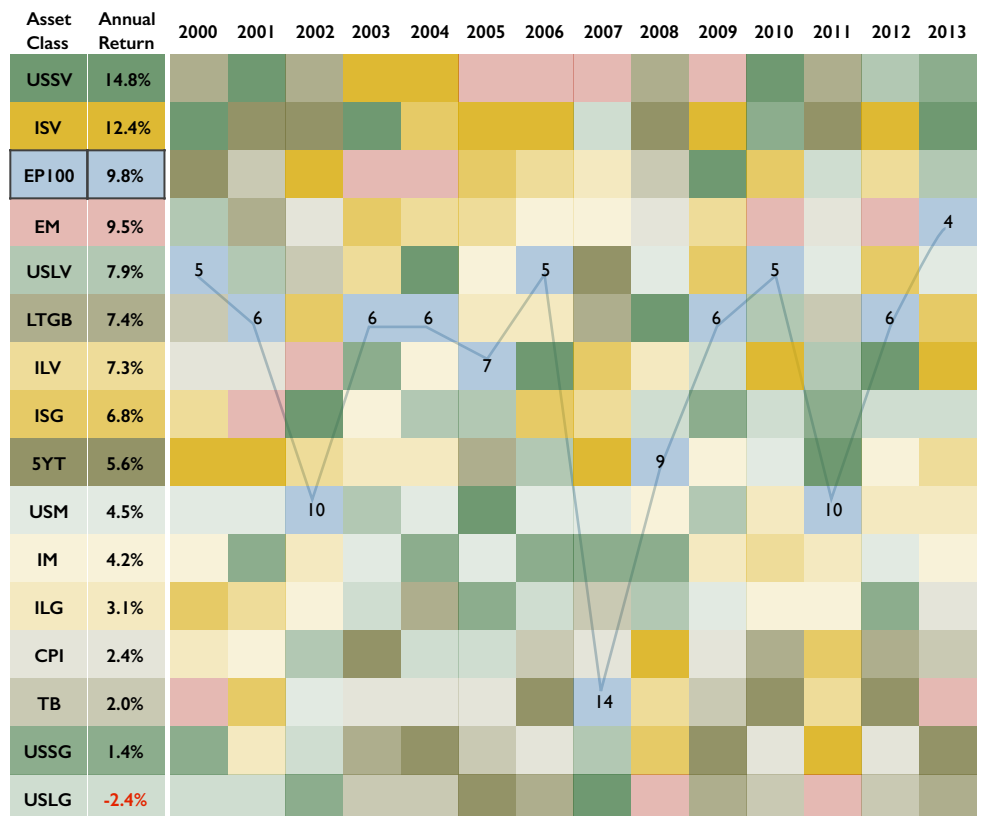 Asset Class Annual Return 2000 2001 2002 2003 2004 2005 2006 2007 2008 2009 2010 2011 2012 2013
USSV 14.8%
ISV 12.4%
EP100 9.8%
EM 9.5% 4
USLV 7.9% 5 5 5
LTGB 7.4% 6 6 6 6 6
ILV 7.3% 7
ISG 6.8%
5YT 5.6% 9
USM 4.5% 10 10
IM 4.2%
ILG 3.1%
CPI 2.4%
TB 2.0% 14
USSG 1.4%
USLG -2.4%